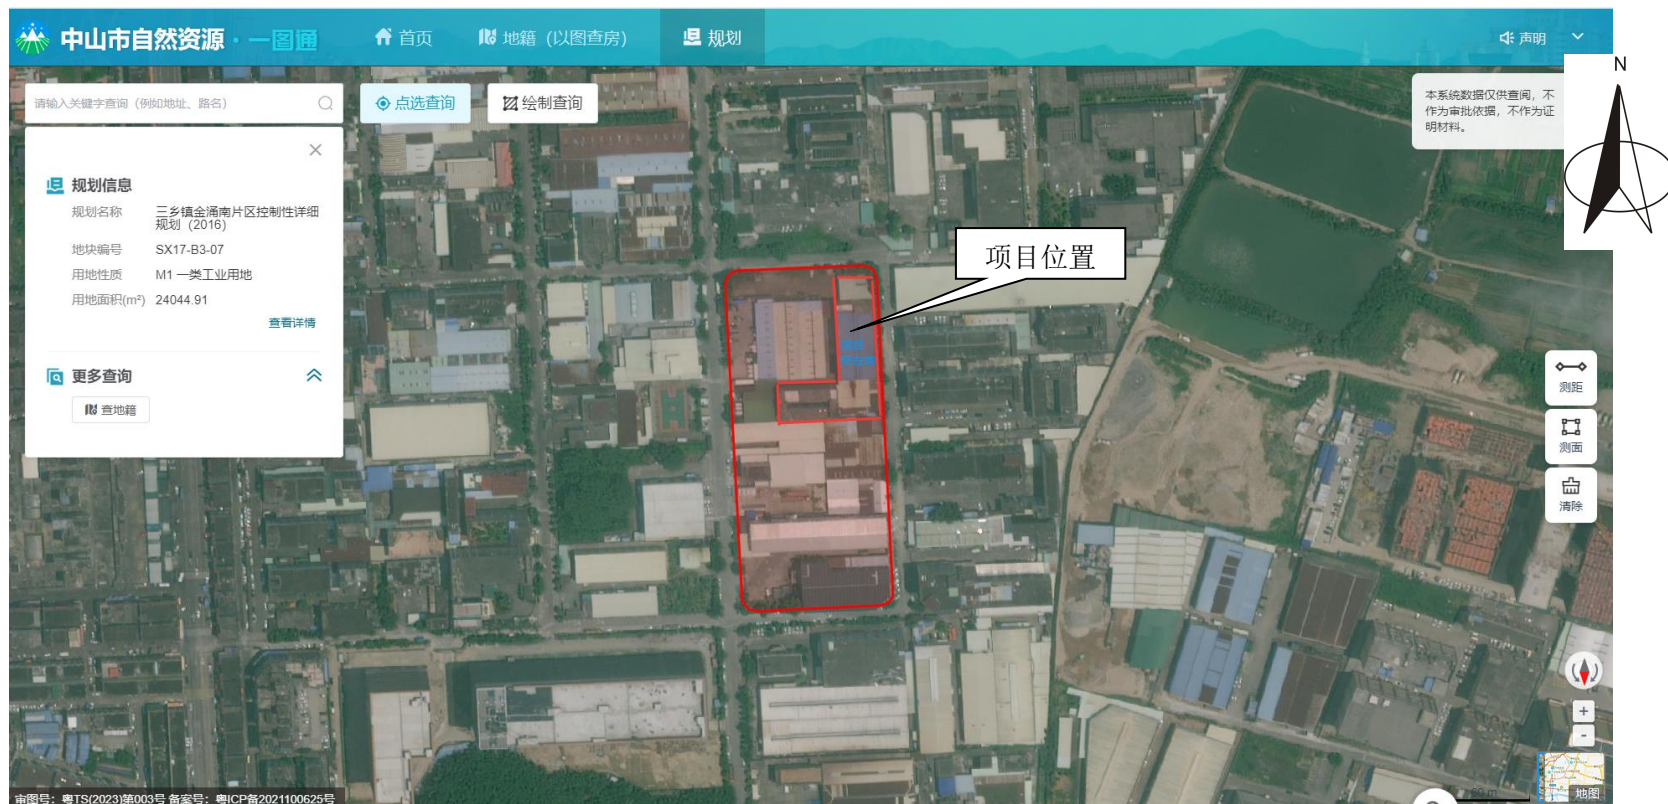 中山市自然资源·一图通
首页
地籍（以图查房）
规划
声明
N
请输入关键字查询（例如地址、路名）
点选查询
绘制查询
本系统数据仅供查阅，不
作为审批依据，不作为证
明材料。
规划信息
规划名称 三乡镇金涌南片区控制性详细
规划（2016）
地块编号 SX17-B3-07
用地性质 M1 一类工业用地
用地面积(m²) 24044.91
查看详情
更多查询
查地籍
项目位置
测距
测面
清除
+
-
地图
审图号：粤TS(2023)第003号 备案号：粤ICP备2021100625号